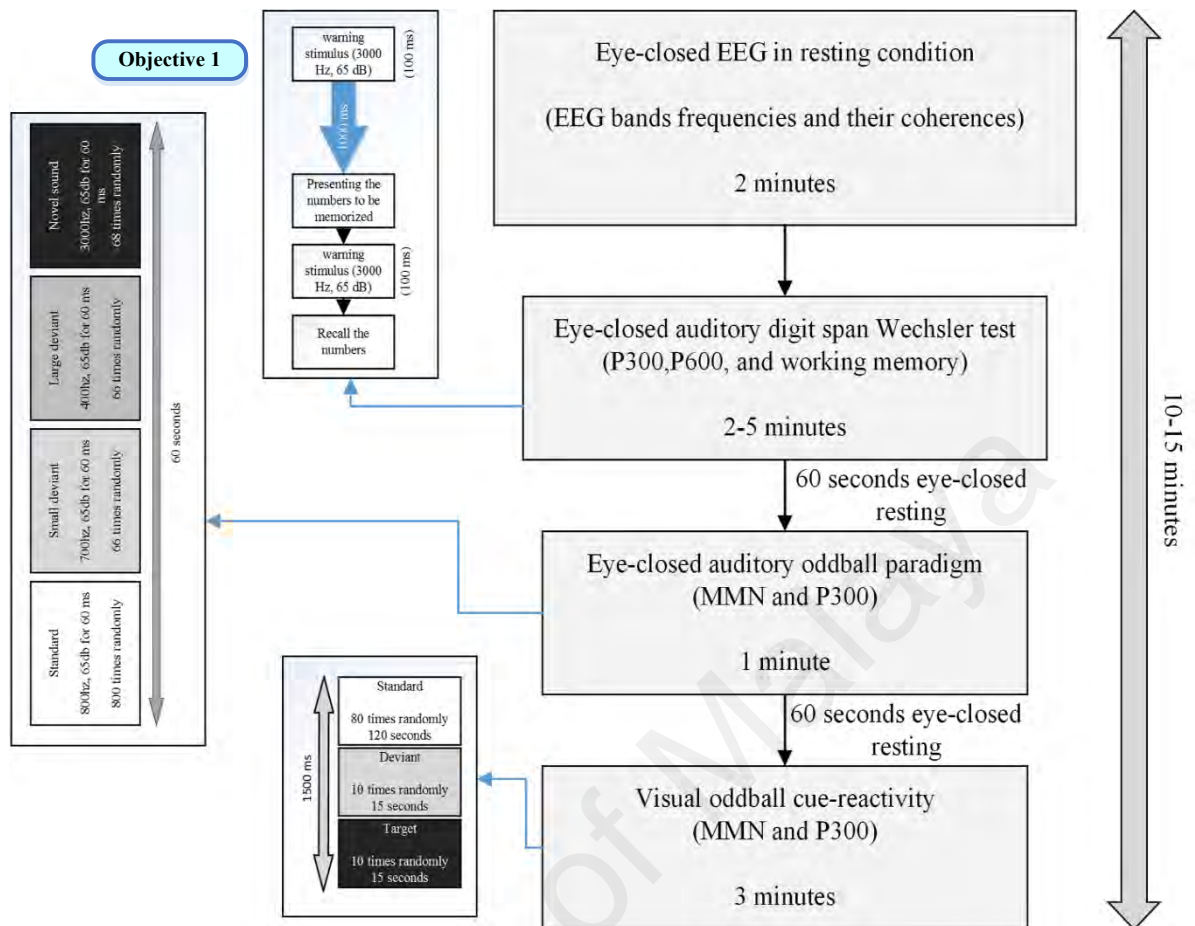 Objective 1
warning
stimulus (3000
Hz, 65 dB)
(100 ms)
1000 ms
Presenting the
numbers to be
memorized
warning
stimulus (3000
Hz, 65 dB)
(100 ms)
Recall the
numbers
Novel sound
3000hz, 65db for 60
ms
68 times randomly
Large deviant
400hz, 65db for 60 ms
66 times randomly
Small deviant
700hz, 65db for 60 ms
66 times randomly
Standard
800hz, 65db for 60 ms
800 times randomly
60 seconds
Eye-closed EEG in resting condition
(EEG bands frequencies and their coherences)
2 minutes
Eye-closed auditory digit span Wechsler test
(P300,P600, and working memory)
2-5 minutes
60 seconds eye-closed
resting
Eye-closed auditory oddball paradigm
(MMN and P300)
1 minute
60 seconds eye-closed
resting
Visual oddball cue-reactivity
(MMN and P300)
3 minutes
1500 ms
Standard
80 times randomly
120 seconds
Deviant
10 times randomly
15 seconds
Target
10 times randomly
15 seconds
10-15 minutes
of Malaya